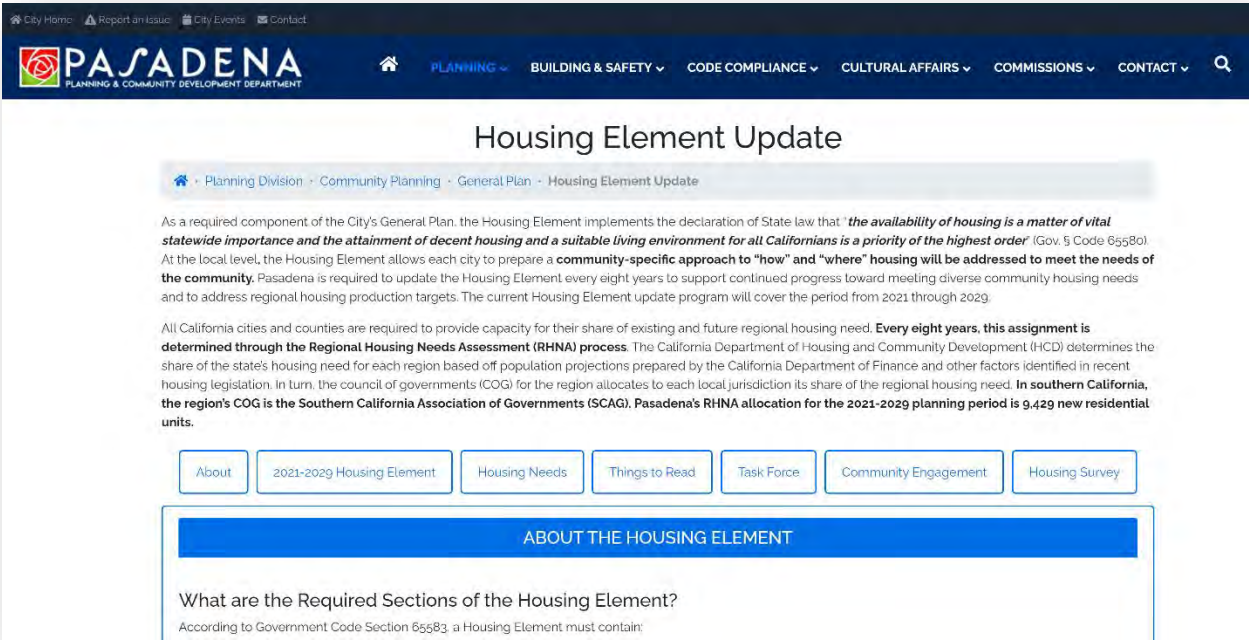 City Home Report an Issue City Events Contact
PASADENA
PLANNING & COMMUNITY DEVELOPMENT DEPARTMENT
PLANNING BUILDING & SAFETY CODE COMPLIANCE CULTURAL AFFAIRS COMMISSIONS CONTACT
Housing Element Update
Planning Division · Community Planning · General Plan · Housing Element Update
As a required component of the City's General Plan, the Housing Element implements the declaration of State law that "the availability of housing is a matter of vital
statewide importance and the attainment of decent housing and a suitable living environment for all Californians is a priority of the highest order" (Gov. § Code 65580).
At the local level, the Housing Element allows each city to prepare a community-specific approach to “how” and “where” housing will be addressed to meet the needs of
the community. Pasadena is required to update the Housing Element every eight years to support continued progress toward meeting diverse community housing needs
and to address regional housing production targets. The current Housing Element update program will cover the period from 2021 through 2029.
All California cities and counties are required to provide capacity for their share of existing and future regional housing need. Every eight years, this assignment is
determined through the Regional Housing Needs Assessment (RHNA) process. The California Department of Housing and Community Development (HCD) determines the
share of the state's housing need for each region based off population projections prepared by the California Department of Finance and other factors identified in recent
housing legislation. In turn, the council of governments (COG) for the region allocates to each local jurisdiction its share of the regional housing need. In southern California,
the region's COG is the Southern California Association of Governments (SCAG). Pasadena's RHNA allocation for the 2021-2029 planning period is 9,429 new residential
units.
About 2021-2029 Housing Element Housing Needs Things to Read Task Force Community Engagement Housing Survey
ABOUT THE HOUSING ELEMENT
What are the Required Sections of the Housing Element?
According to Government Code Section 65583, a Housing Element must contain: